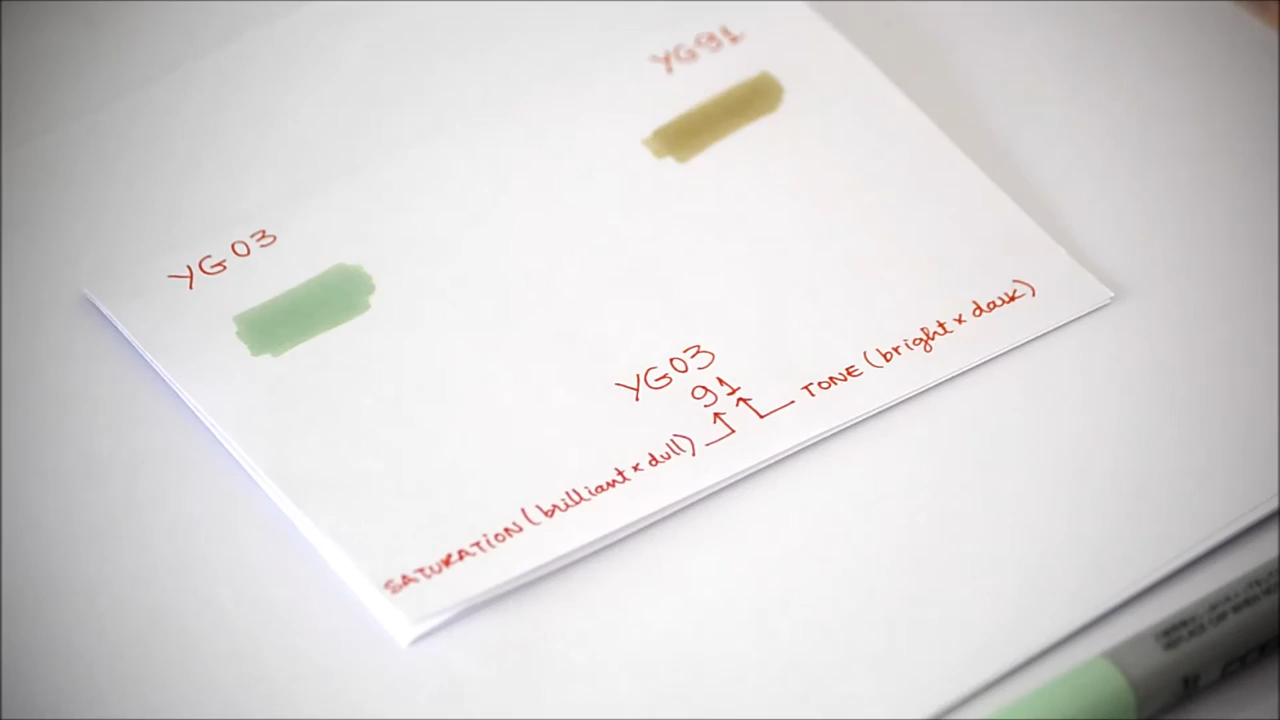 YG91
YG03
YG03
91
TONE (bright x dark)
SATURATION (brilliant x dull)